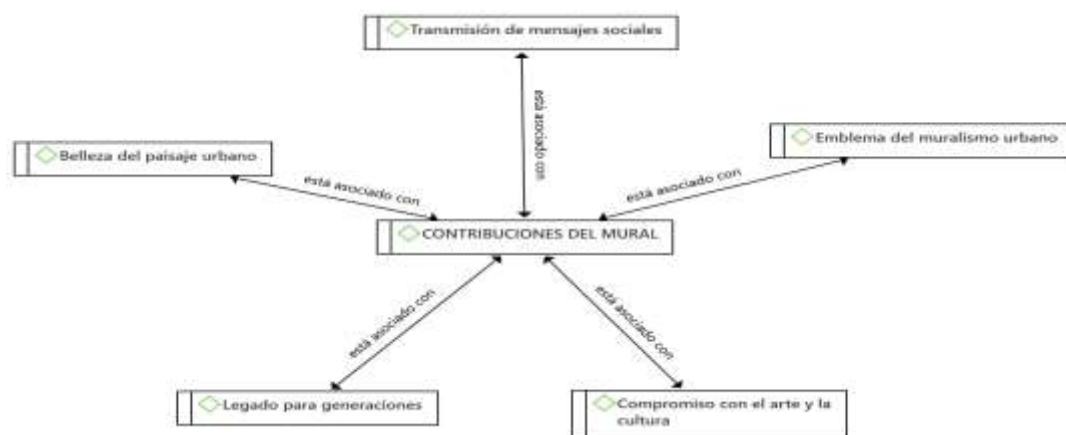 Transmisión de mensajes sociales
está asociado con
Belleza del paisaje urbano
Emblema del muralismo urbano
está asociado con
está asociado con
CONTRIBUCIONES DEL MURAL
está asociado con
está asociado con
Legado para generaciones
Compromiso con el arte y la
cultura